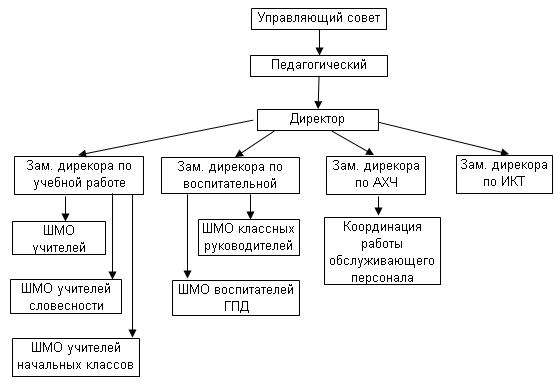 Управляющий совет
Педагогический
Директор
Зам. дирекора по
учебной работе
Зам. дирекора по
воспитательной
Зам. дирекора
по АХЧ
Зам. дирекора
по ИКТ
ШМО
учителей
ШМО классных
руководителей
Координация
работы
обслуживающего
персонала
ШМО учителей
словесности
ШМО воспитателей
ГПД
ШМО учителей
начальных классов